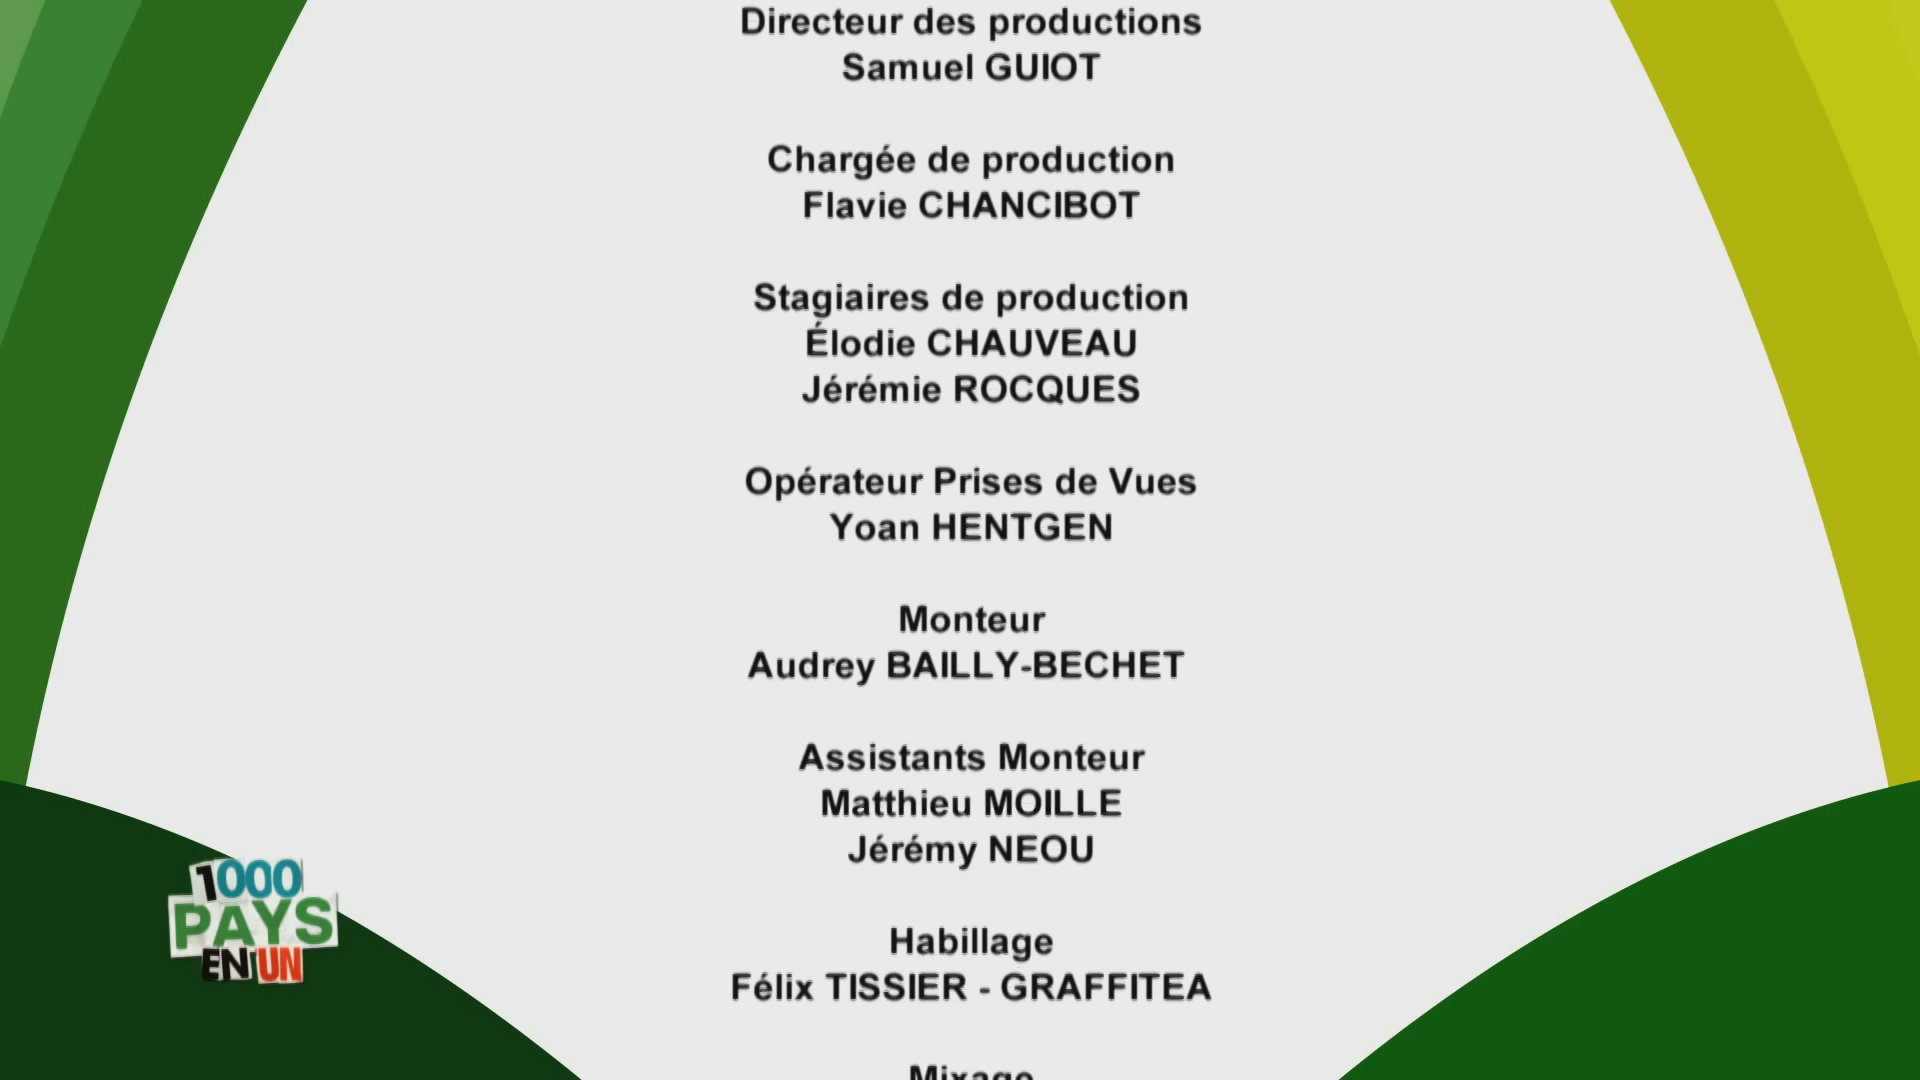 Directeur des productions
Samuel GUIOT
Chargée de production
Flavie CHANCIBOT
Stagiaires de production
Élodie CHAUVEAU
Jérémie ROCQUES
Opérateur Prises de Vues
Yoan HENTGEN
Monteur
Audrey BAILLY-BECHET
Assistants Monteur
Matthieu MOILLE
Jérémy NEOU
Habillage
Félix TISSIER - GRAFFITEA
Mixage
1000
PAYS
EN UN